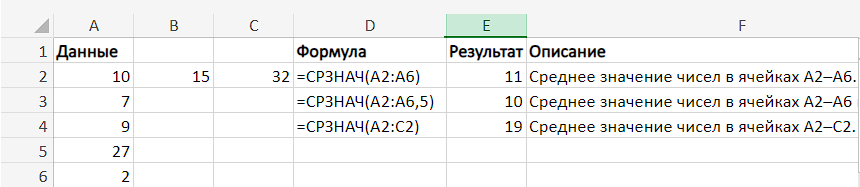 A B C D E F
1 Данные Формула Результат Описание
2 10 15 32 =СРЗНАЧ(A2:A6) 11 Среднее значение чисел в ячейках A2–A6.
3 7 =СРЗНАЧ(A2:A6,5) 10 Среднее значение чисел в ячейках A2–A6
4 9 =СРЗНАЧ(A2:C2) 19 Среднее значение чисел в ячейках A2–C2.
5 27
6 2